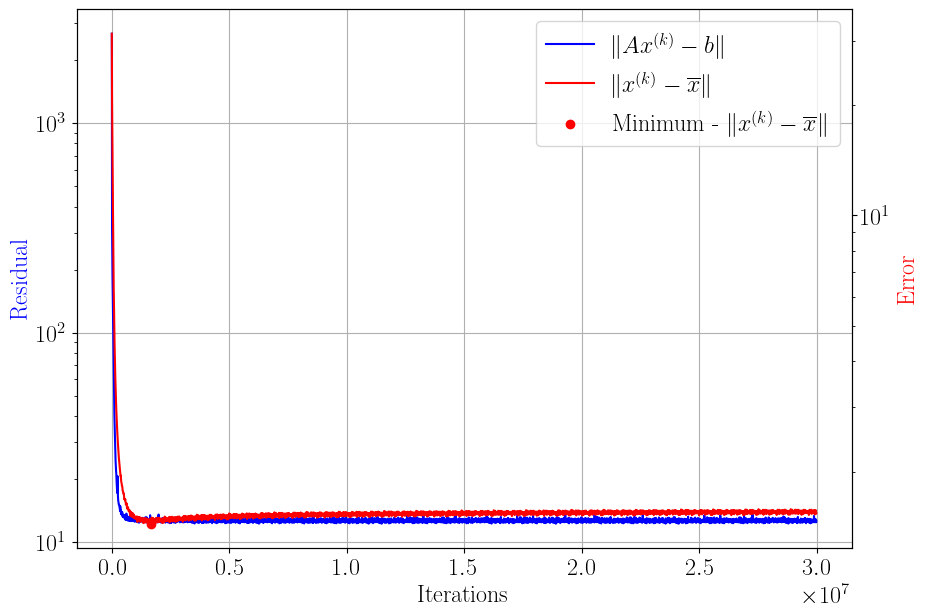 ‖Ax^{(k)} − b‖
‖x^{(k)} − x̅‖
Minimum - ‖x^{(k)} − x̅‖
10^3
10^2
10^1
10^1
Residual
Error
0.0 0.5 1.0 1.5 2.0 2.5 3.0
Iterations
×10^7